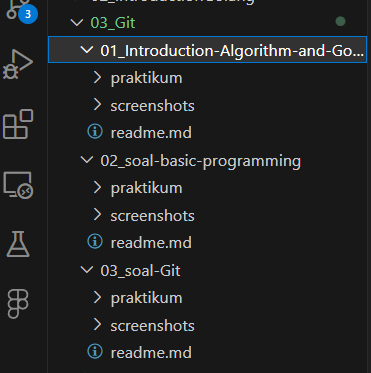 3
03_Git
01_Introduction-Algorithm-and-Go...
praktikum
screenshots
readme.md
02_soal-basic-programming
praktikum
screenshots
readme.md
03_soal-Git
praktikum
screenshots
readme.md